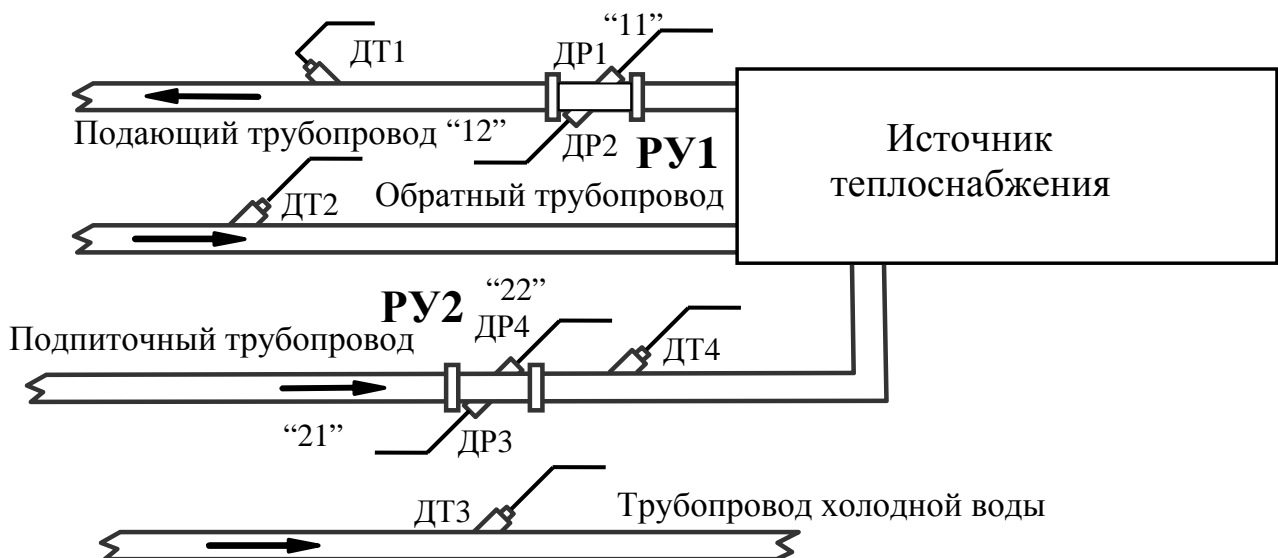 ДТ1
ДР1
“11”
Подающий трубопровод “12”
ДР2
РУ1
Источник
теплоснабжения
ДТ2
Обратный трубопровод
РУ2
“22”
Подпиточный трубопровод
ДР4
ДТ4
“21”
ДР3
ДТ3
Трубопровод холодной воды